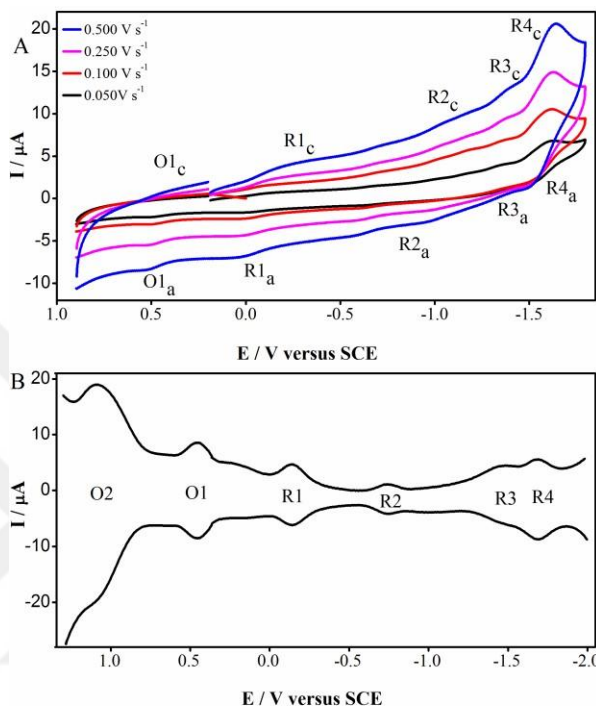 A
0.500 V s⁻¹
0.250 V s⁻¹
0.100 V s⁻¹
0.050V s⁻¹
R4c
R3c
R2c
R1c
O1c
R4a
R3a
R2a
R1a
O1a
I / µA
20
15
10
5
0
-5
-10
1.0 0.5 0.0 -0.5 -1.0 -1.5
E / V versus SCE
B
I / µA
20
10
0
-10
-20
O2 O1 R1 R2 R3 R4
1.0 0.5 0.0 -0.5 -1.0 -1.5 -2.0
E / V versus SCE